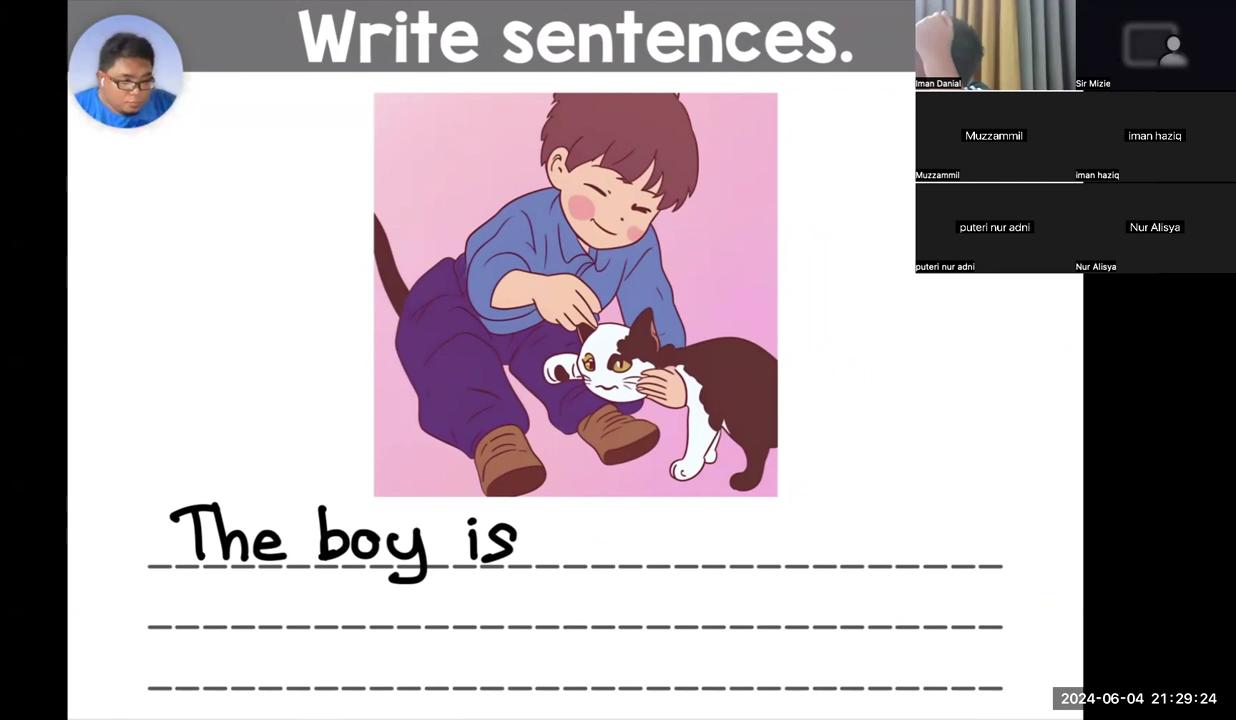 Write sentences.
Iman Danial
Sir Mizie
Muzzammil
iman haziq
Muzzammil
iman haziq
puteri nur adni
Nur Alisya
puteri nur adni
Nur Alisya
The boy is
2024-06-04 21:29:24